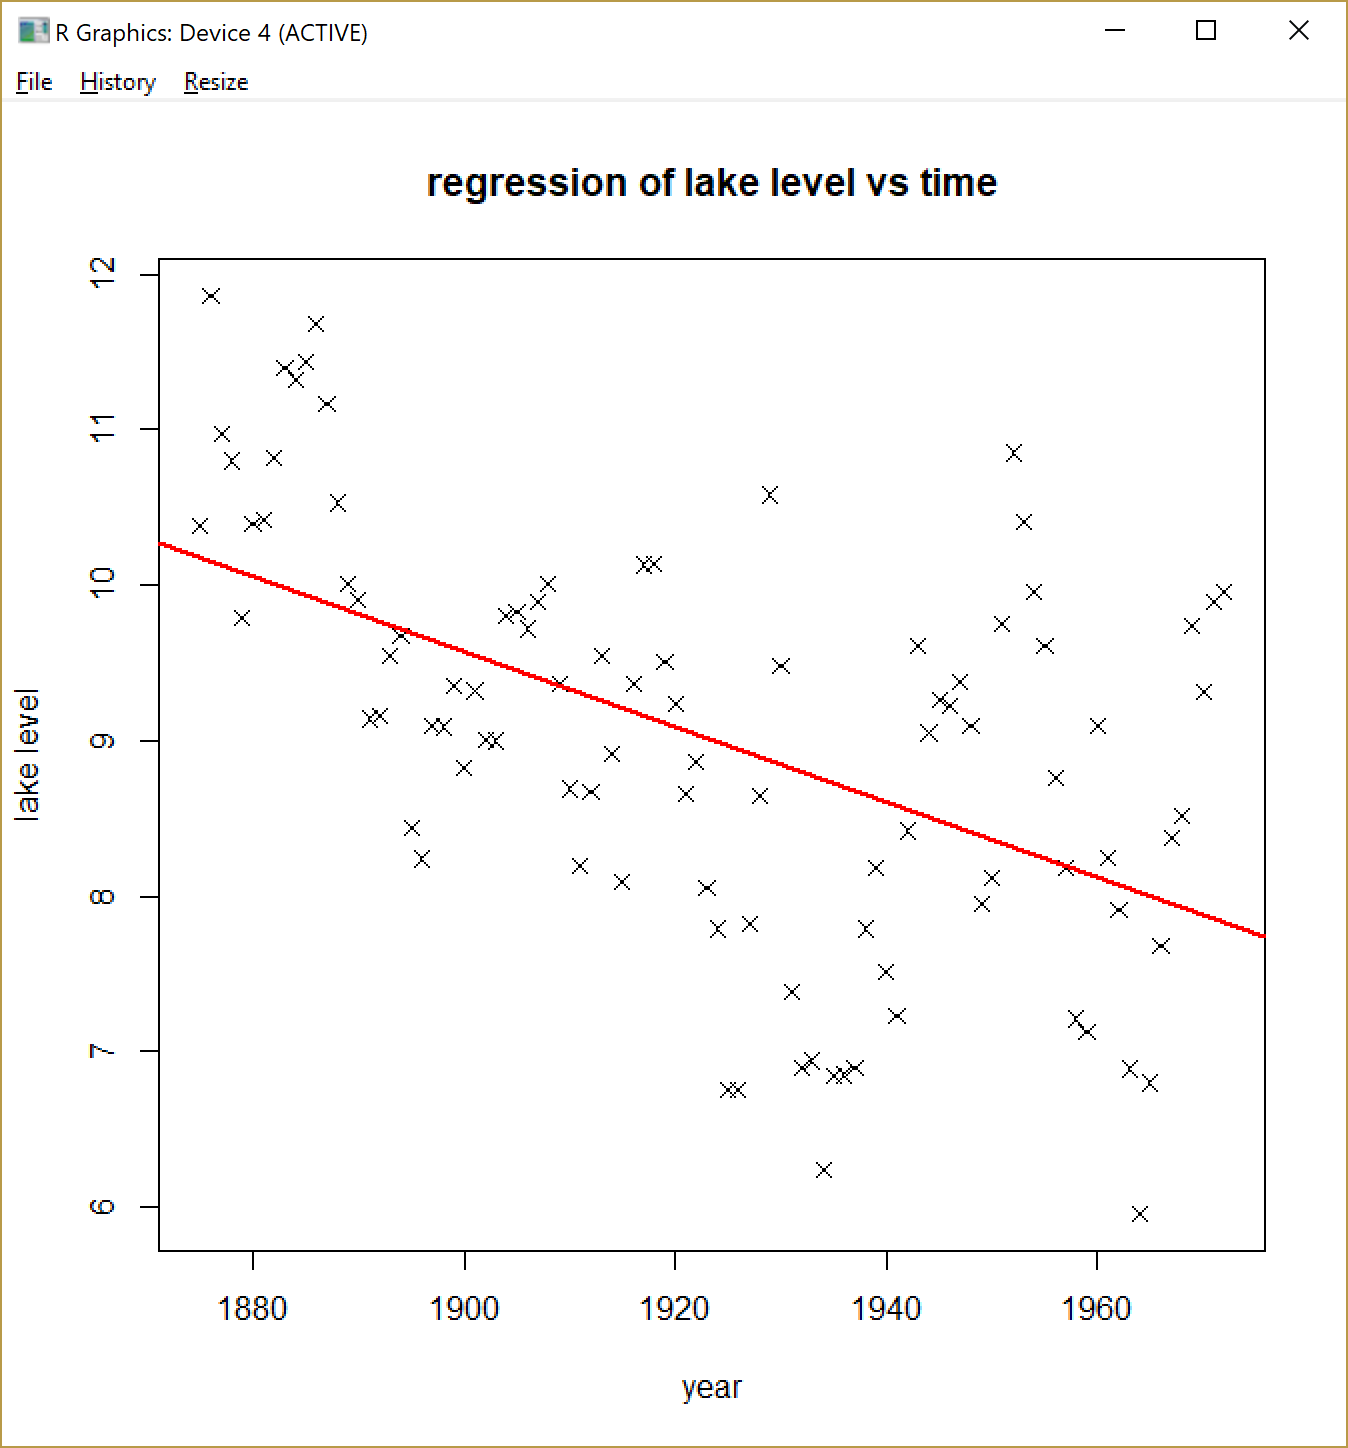 R Graphics: Device 4 (ACTIVE)
File History Resize
regression of lake level vs time
12
11
10
9
8
7
6
lake level
1880 1900 1920 1940 1960
year